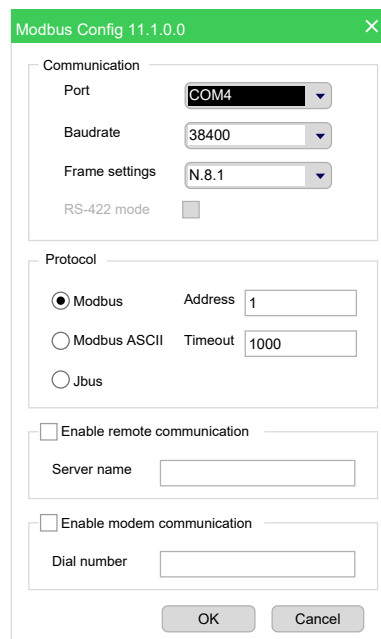 Modbus Config 11.1.0.0
Communication
Port COM4
Baudrate 38400
Frame settings N.8.1
RS-422 mode
Protocol
Modbus Address 1
Modbus ASCII Timeout 1000
Jbus
Enable remote communication
Server name
Enable modem communication
Dial number
OK Cancel